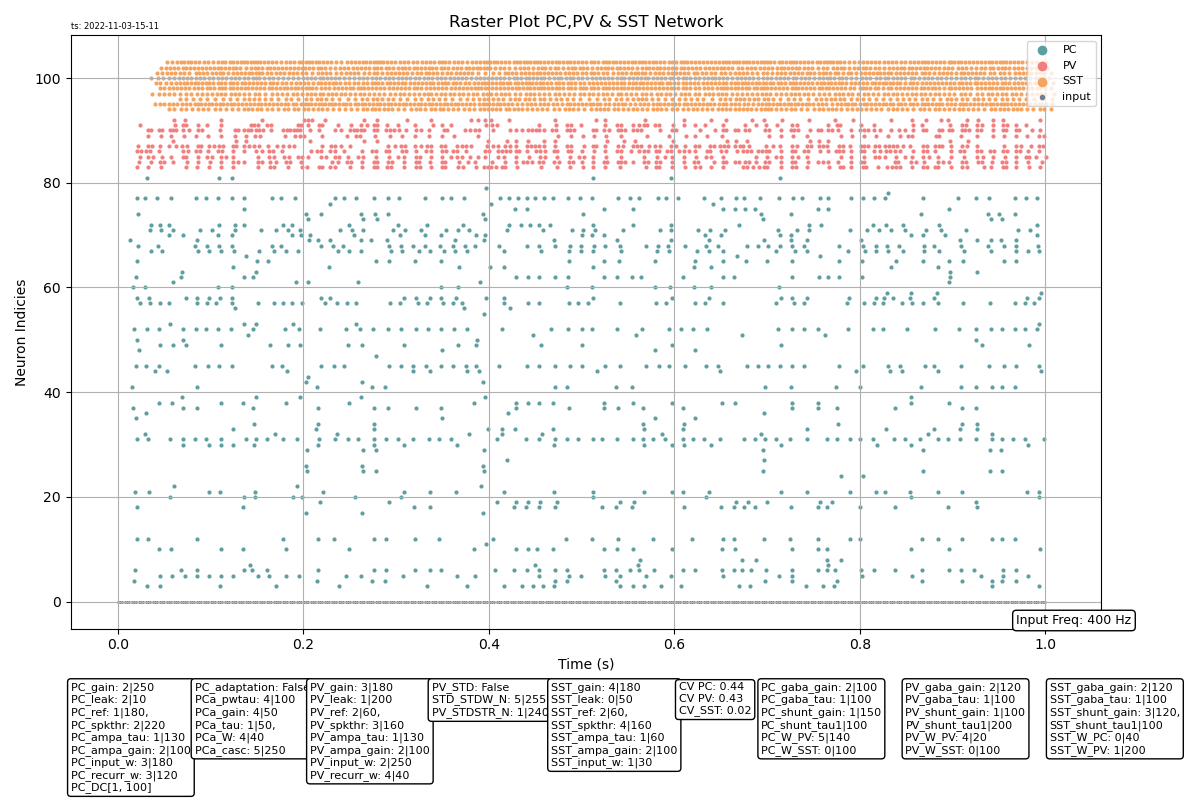 ts: 2022-11-03-15-11
Raster Plot PC,PV & SST Network
PC
PV
SST
input
100
80
60
40
20
0
Neuron Indicies
0.0
0.2
0.4
0.6
0.8
1.0
Time (s)
Input Freq: 400 Hz
PC_gain: 2|250
PC_leak: 2|10
PC_ref: 1|180,
PC_spkthr: 2|220
PC_ampa_tau: 1|130
PC_ampa_gain: 2|100
PC_input_w: 3|180
PC_recurr_w: 3|120
PC_DC[1, 100]
PC_adaptation: False
PCa_pwtau: 4|100
PCa_gain: 4|50
PCa_tau: 1|50,
PCa_W: 4|40
PCa_casc: 5|250
PV_gain: 3|180
PV_leak: 1|200
PV_ref: 2|60,
PV_spkthr: 3|160
PV_ampa_tau: 1|130
PV_ampa_gain: 2|100
PV_input_w: 2|250
PV_recurr_w: 4|40
PV_STD: False
STD_STDW_N: 5|255
PV_STDSTR_N: 1|240
SST_gain: 4|180
SST_leak: 0|50
SST_ref: 2|60,
SST_spkthr: 4|160
SST_ampa_tau: 1|60
SST_ampa_gain: 2|100
SST_input_w: 1|30
CV PC: 0.44
CV PV: 0.43
CV_SST: 0.02
PC_gaba_gain: 2|100
PC_gaba_tau: 1|100
PC_shunt_gain: 1|150
PC_shunt_tau1|100
PC_W_PV: 5|140
PC_W_SST: 0|100
PV_gaba_gain: 2|120
PV_gaba_tau: 1|100
PV_shunt_gain: 1|100
PV_shunt_tau1|200
PV_W_PV: 4|20
PV_W_SST: 0|100
SST_gaba_gain: 2|120
SST_gaba_tau: 1|100
SST_shunt_gain: 3|120,
SST_shunt_tau1|100
SST_W_PC: 0|40
SST_W_PV: 1|200